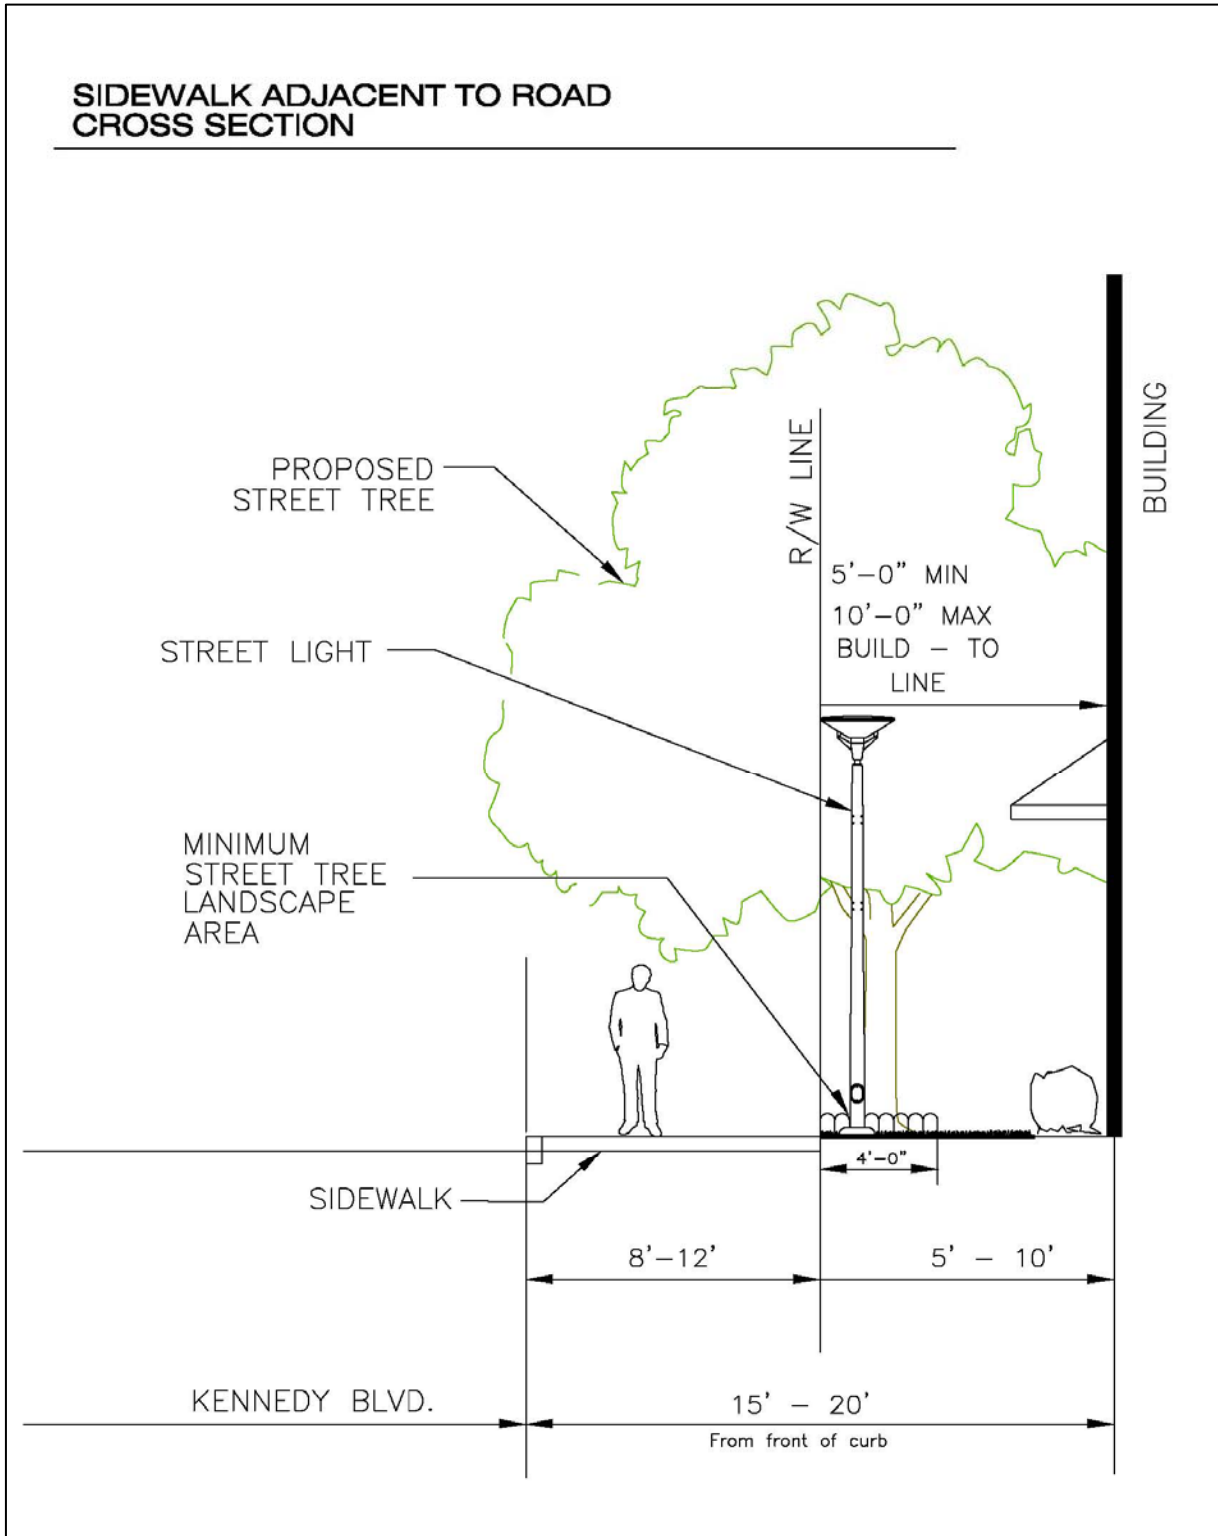 SIDEWALK ADJACENT TO ROAD
CROSS SECTION
BUILDING
R/W LINE
PROPOSED
STREET TREE
5'-0" MIN
10'-0" MAX
BUILD - TO
LINE
STREET LIGHT
MINIMUM
STREET TREE
LANDSCAPE
AREA
4'-0"
SIDEWALK
8'-12'
5' - 10'
KENNEDY BLVD.
15' - 20'
From front of curb